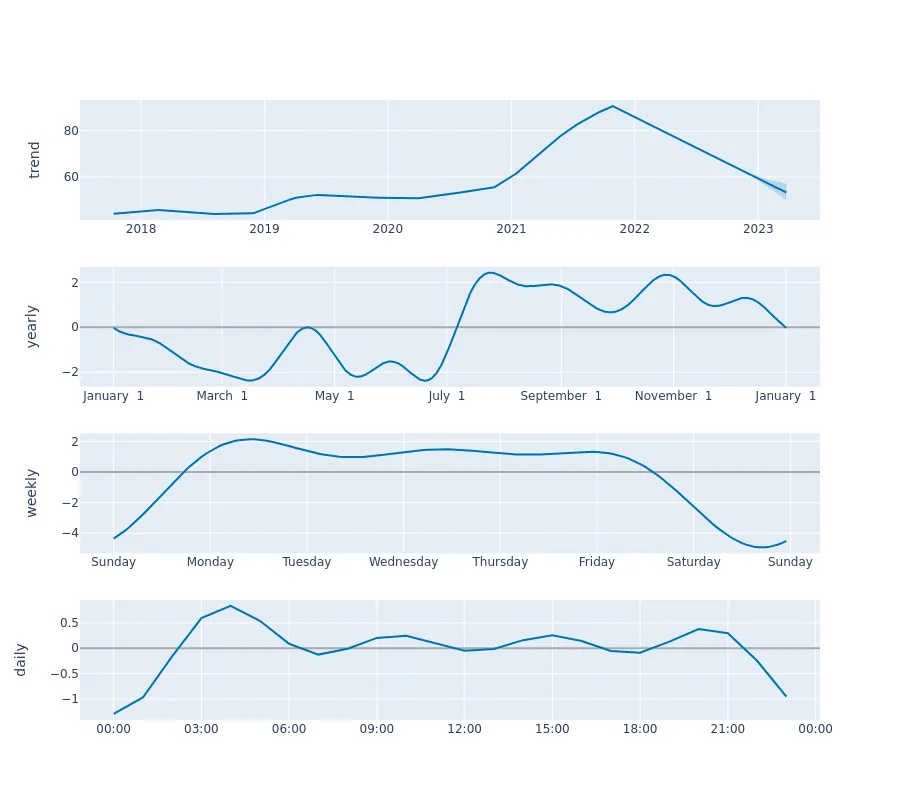 trend
80
60
2018 2019 2020 2021 2022 2023
yearly
2
0
−2
January 1 March 1 May 1 July 1 September 1 November 1 January 1
weekly
2
0
−2
−4
Sunday Monday Tuesday Wednesday Thursday Friday Saturday Sunday
daily
0.5
0
−0.5
−1
00:00 03:00 06:00 09:00 12:00 15:00 18:00 21:00 00:00